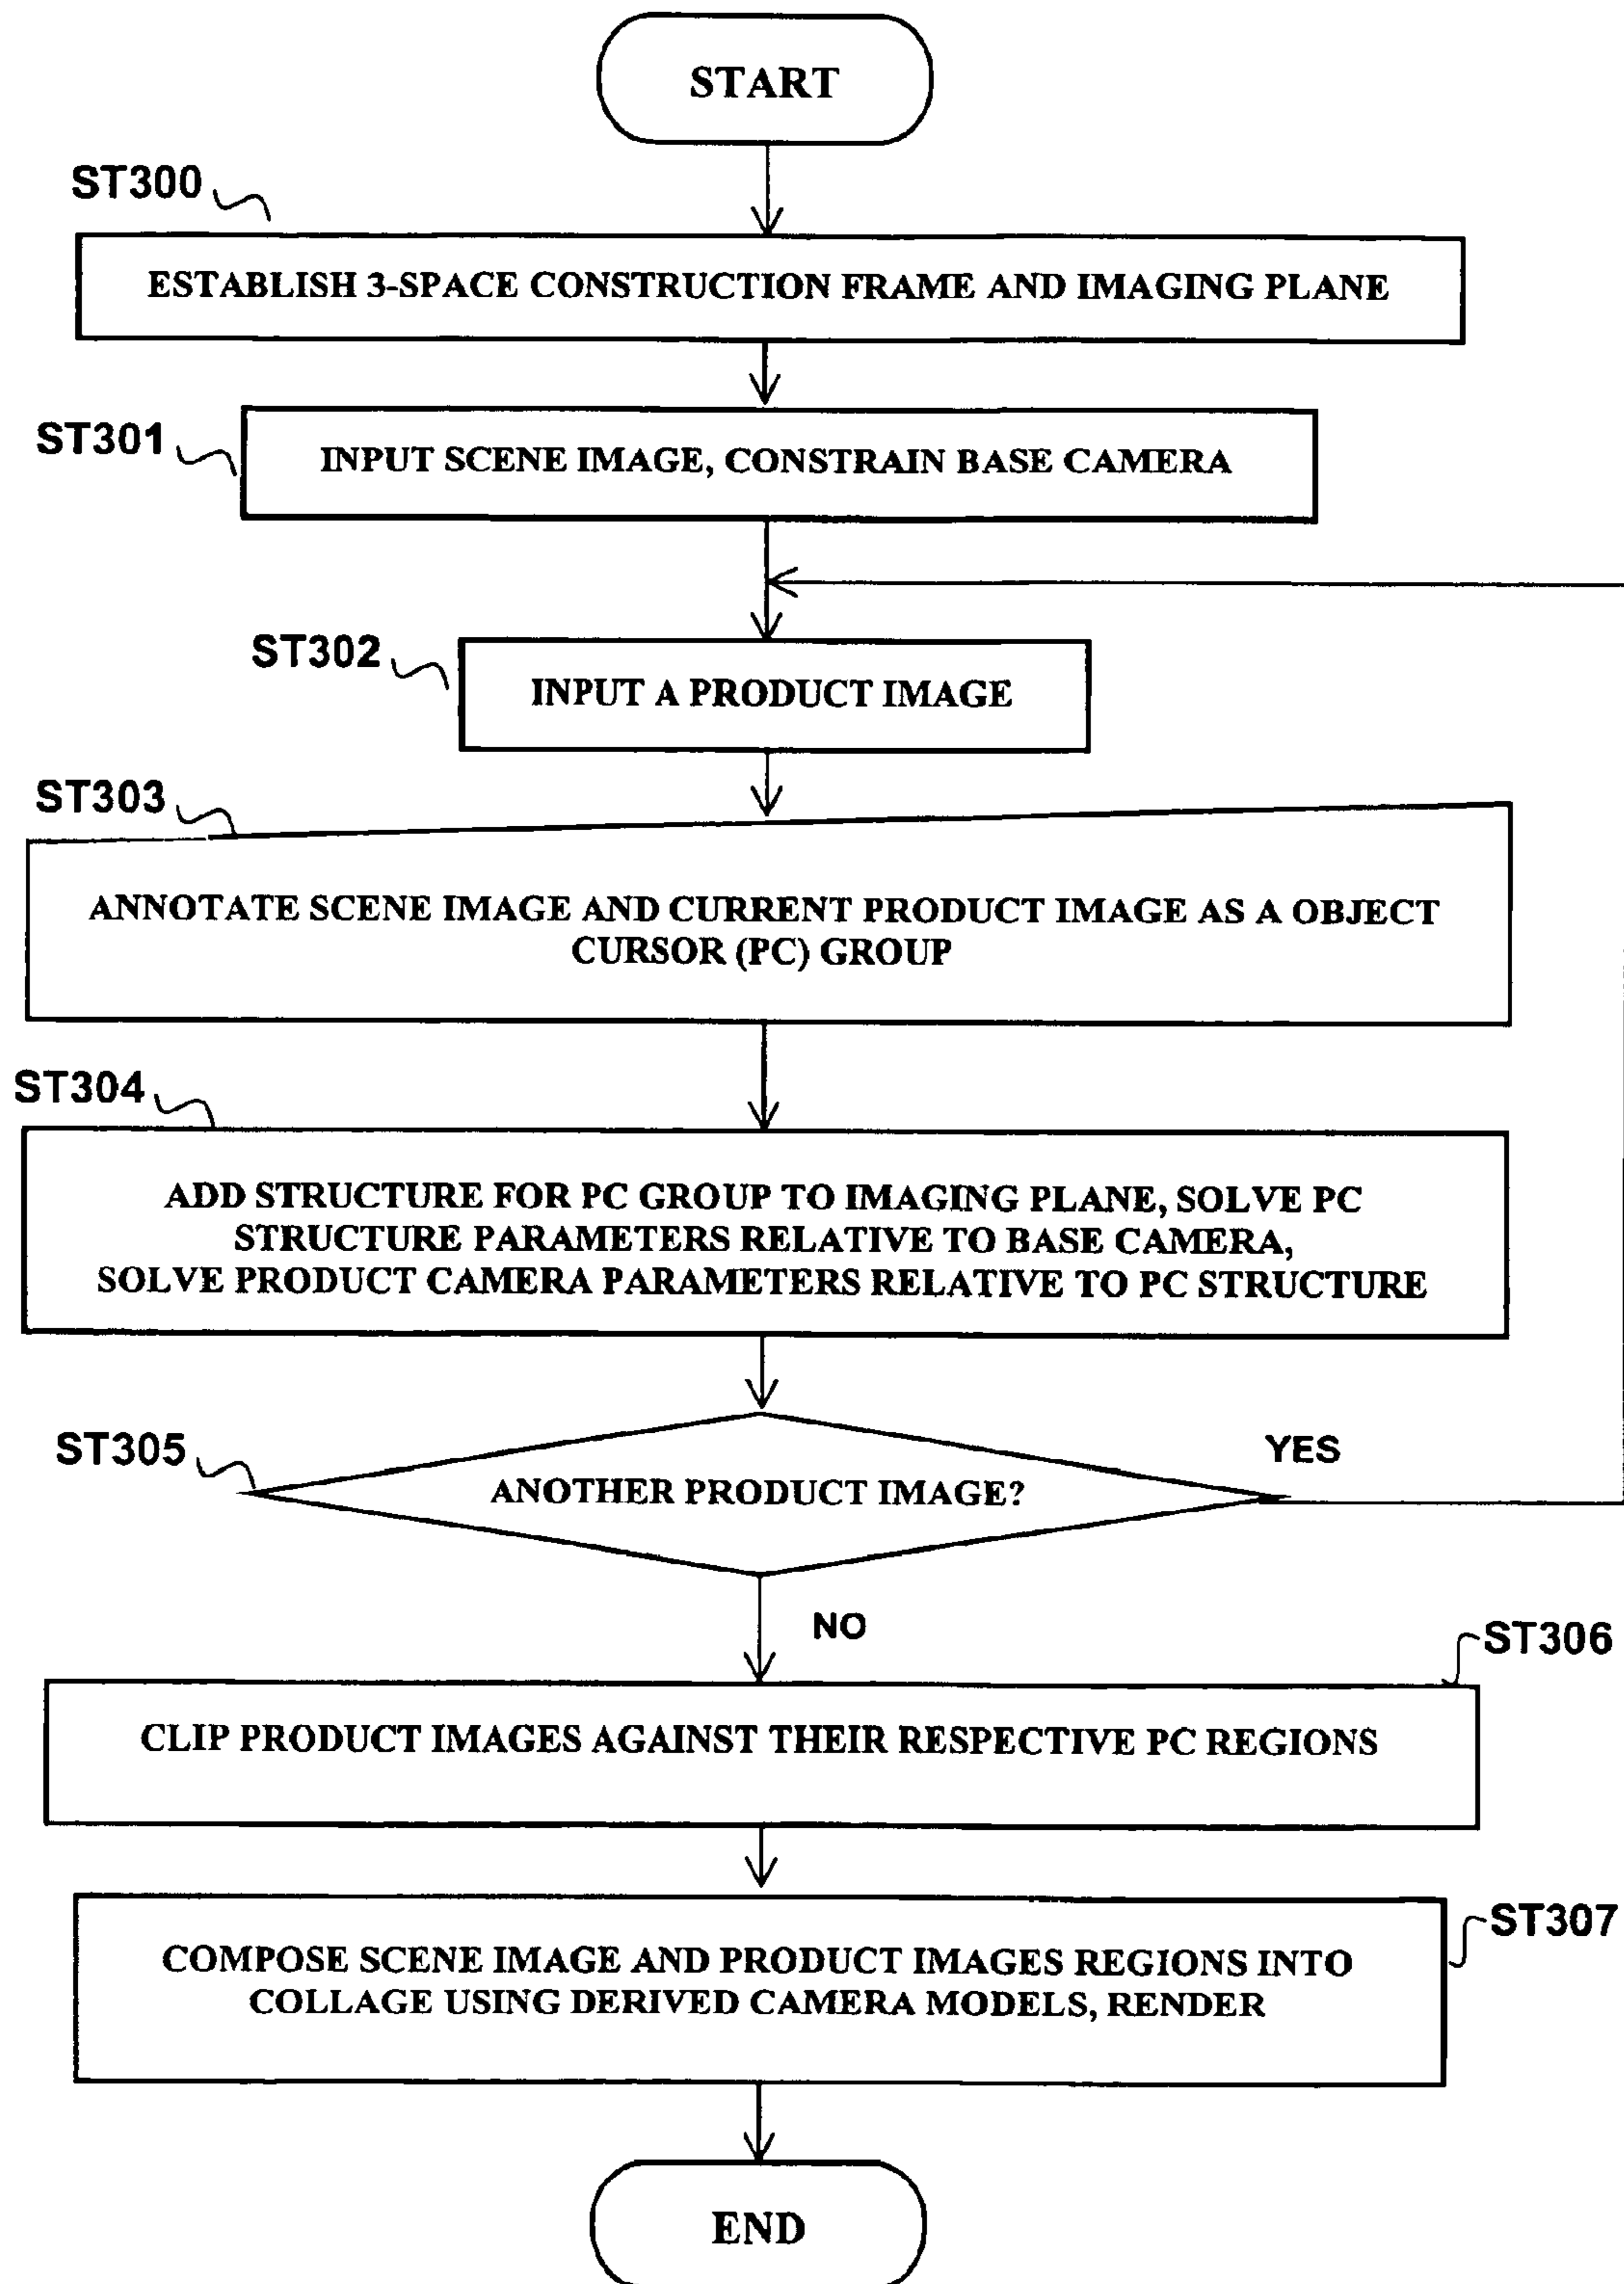 START
ST300
ESTABLISH 3-SPACE CONSTRUCTION FRAME AND IMAGING PLANE
ST301
INPUT SCENE IMAGE, CONSTRAIN BASE CAMERA
ST302
INPUT A PRODUCT IMAGE
ST303
ANNOTATE SCENE IMAGE AND CURRENT PRODUCT IMAGE AS A OBJECT
CURSOR (PC) GROUP
ST304
ADD STRUCTURE FOR PC GROUP TO IMAGING PLANE, SOLVE PC
STRUCTURE PARAMETERS RELATIVE TO BASE CAMERA,
SOLVE PRODUCT CAMERA PARAMETERS RELATIVE TO PC STRUCTURE
ST305
ANOTHER PRODUCT IMAGE?
YES
NO
ST306
CLIP PRODUCT IMAGES AGAINST THEIR RESPECTIVE PC REGIONS
ST307
COMPOSE SCENE IMAGE AND PRODUCT IMAGES REGIONS INTO
COLLAGE USING DERIVED CAMERA MODELS, RENDER
END